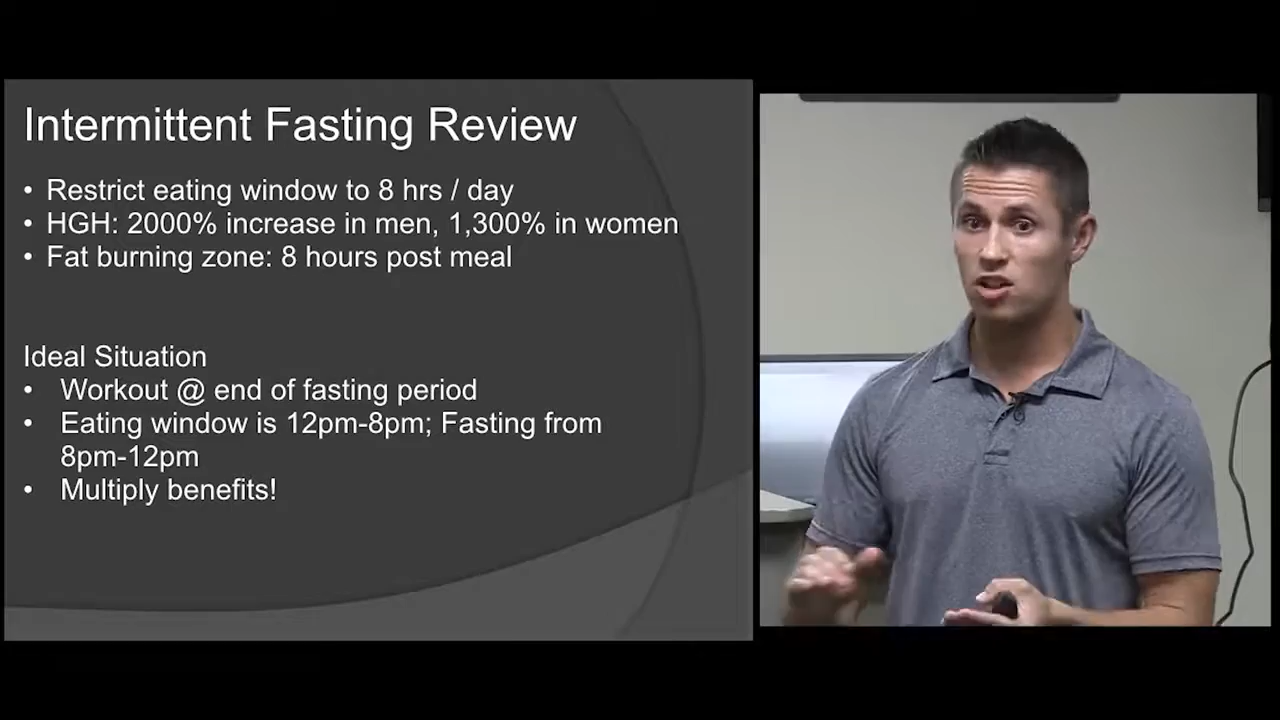 Intermittent Fasting Review
• Restrict eating window to 8 hrs / day
• HGH: 2000% increase in men, 1,300% in women
• Fat burning zone: 8 hours post meal
Ideal Situation
• Workout @ end of fasting period
• Eating window is 12pm-8pm; Fasting from
8pm-12pm
• Multiply benefits!